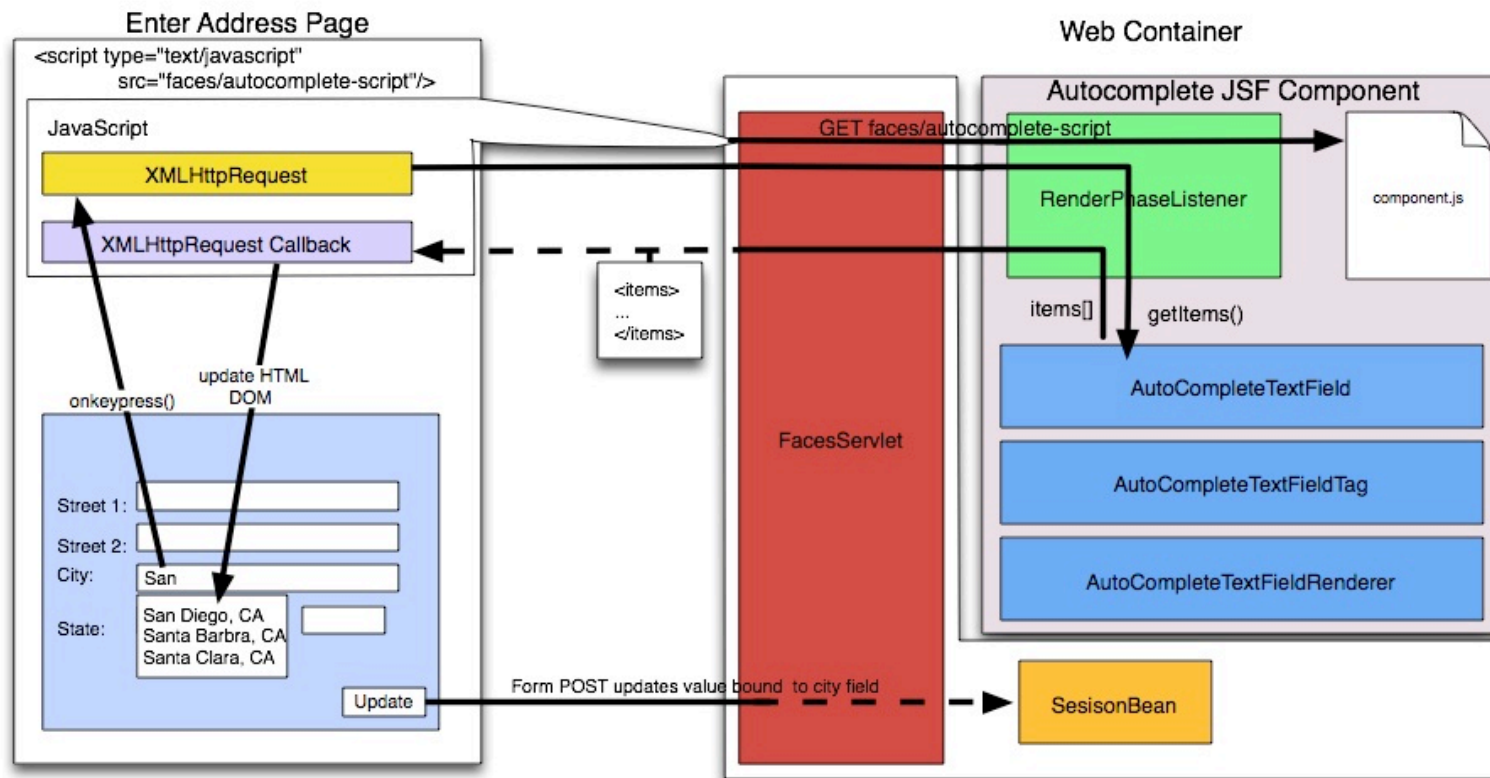 Enter Address Page
<script type="text/javascript"
src="faces/autocomplete-script"/>
JavaScript
XMLHttpRequest
XMLHttpRequest Callback
<items>
...
</items>
onkeypress()
update HTML
DOM
Street 1:
Street 2:
City:
San
State:
San Diego, CA
Santa Barbra, CA
Santa Clara, CA
Update
Form POST updates value bound to city field
Web Container
Autocomplete JSF Component
GET faces/autocomplete-script
RenderPhaseListener
component.js
items[]
getItems()
FacesServlet
AutoCompleteTextField
AutoCompleteTextFieldTag
AutoCompleteTextFieldRenderer
SesisonBean